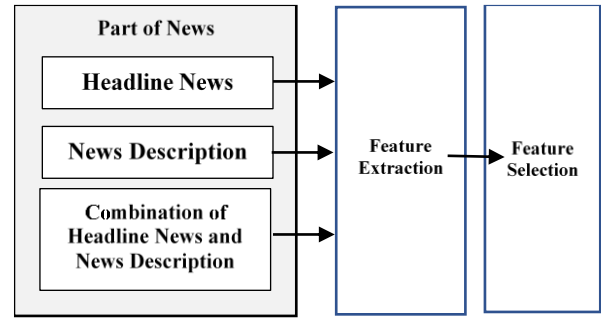 Part of News
Headline News
News Description
Combination of
Headline News and
News Description
Feature
Extraction
Feature
Selection